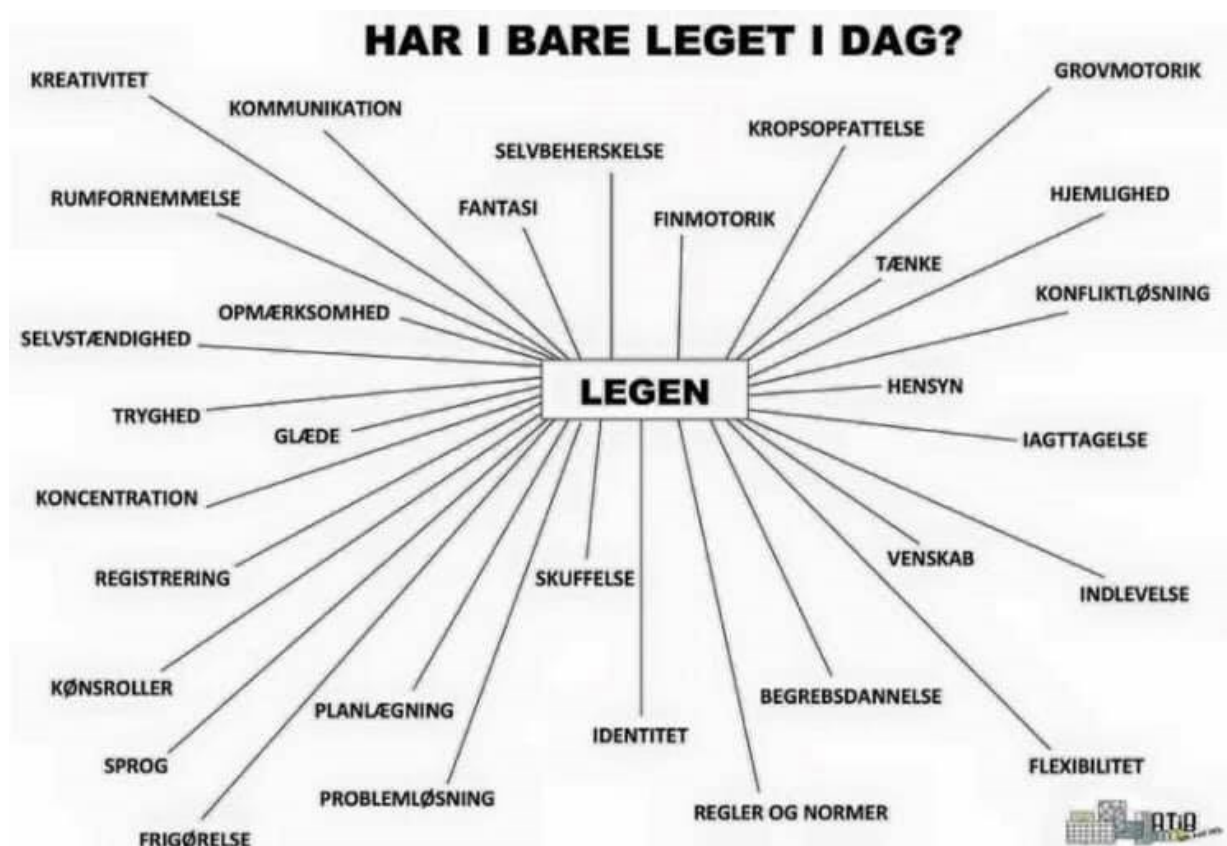 HAR I BARE LEGET I DAG?
KREATIVITET
KOMMUNIKATION
GROVMOTORIK
KROPSOPFATTELSE
SELVBEHERSKELSE
RUMFORNEMMELSE
FANTASI
FINMOTORIK
HJEMLIGHED
TÆNKE
KONFLIKTLØSNING
OPMÆRKSOMHED
SELVSTÆNDIGHED
LEGEN
HENSYN
TRYGHED
GLÆDE
IAGTTAGELSE
KONCENTRATION
REGISTRERING
SKUFFELSE
VENSKAB
INDLEVELSE
KØNSROLLER
PLANLÆGNING
BEGREBSDANNELSE
IDENTITET
SPROG
FLEXIBILITET
PROBLEMLØSNING
REGLER OG NORMER
FRIGØRELSE